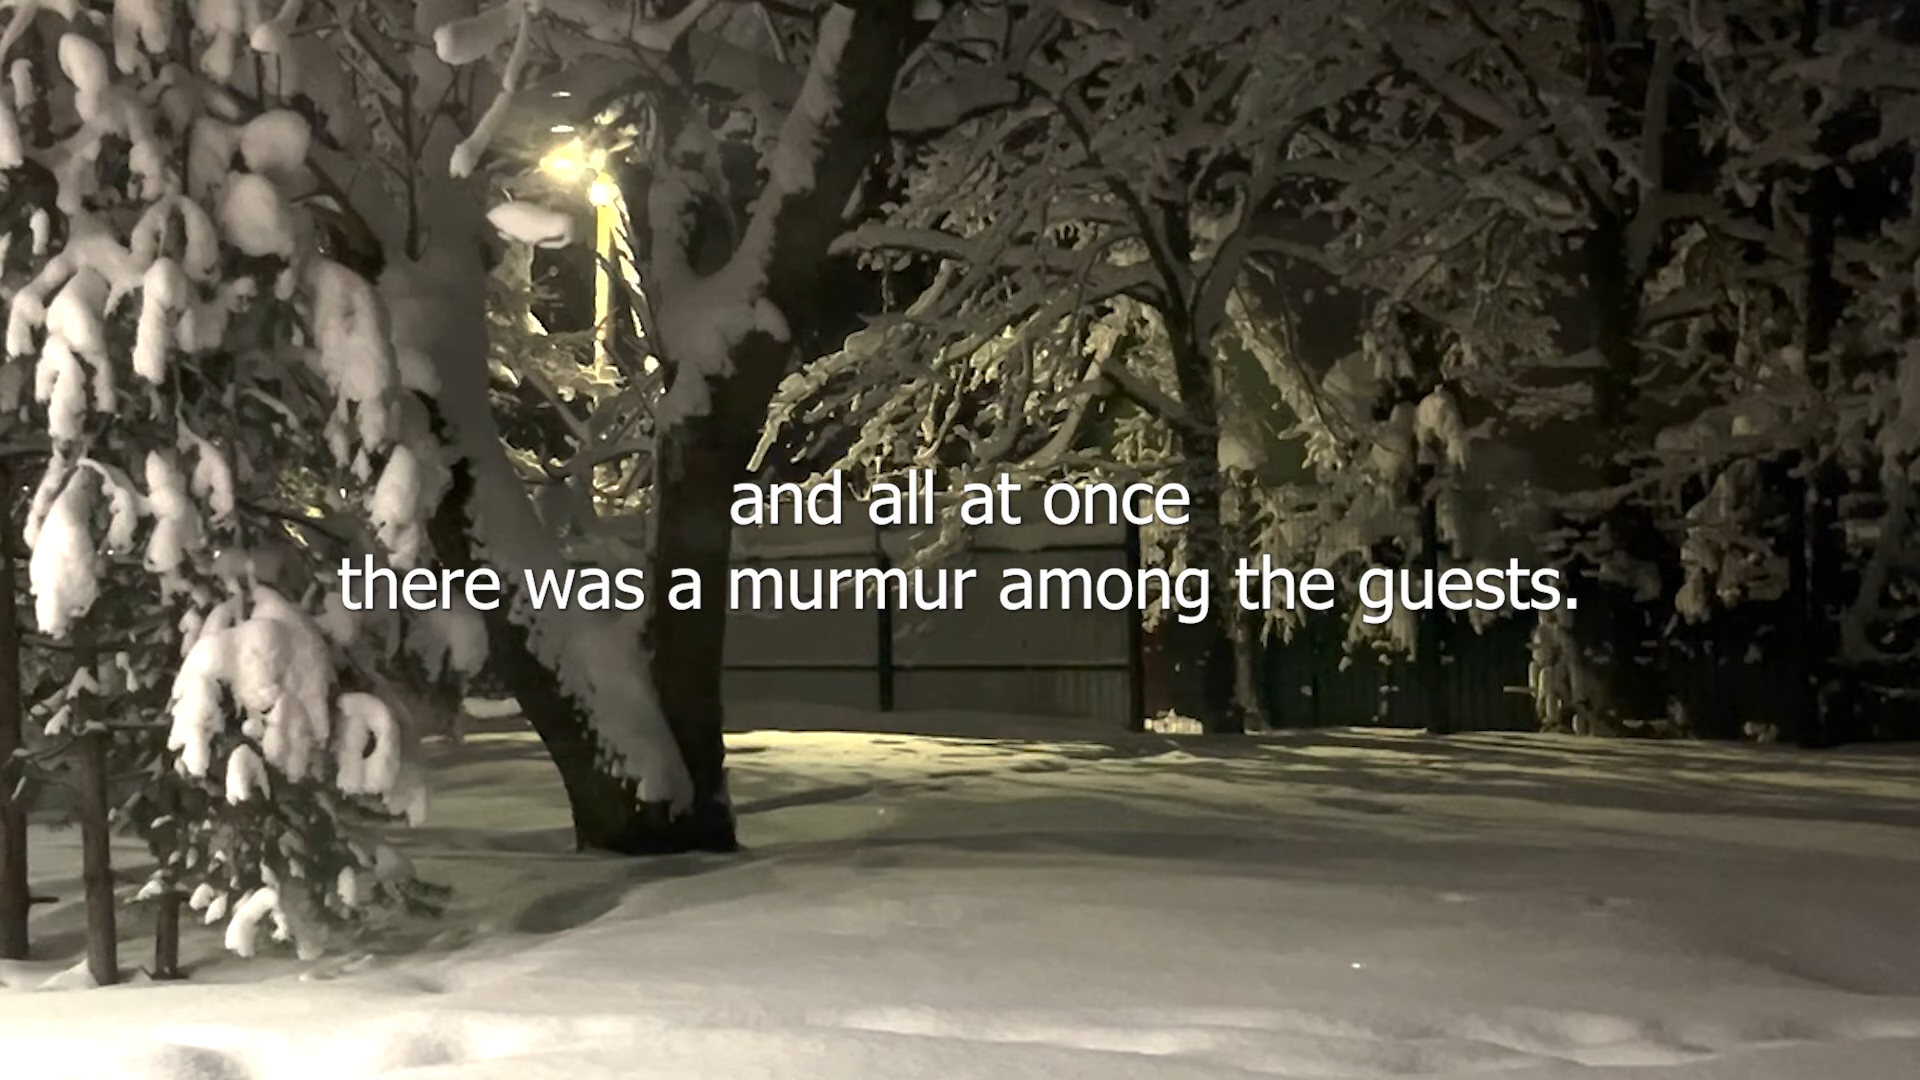 and all at once
there was a murmur among the guests.